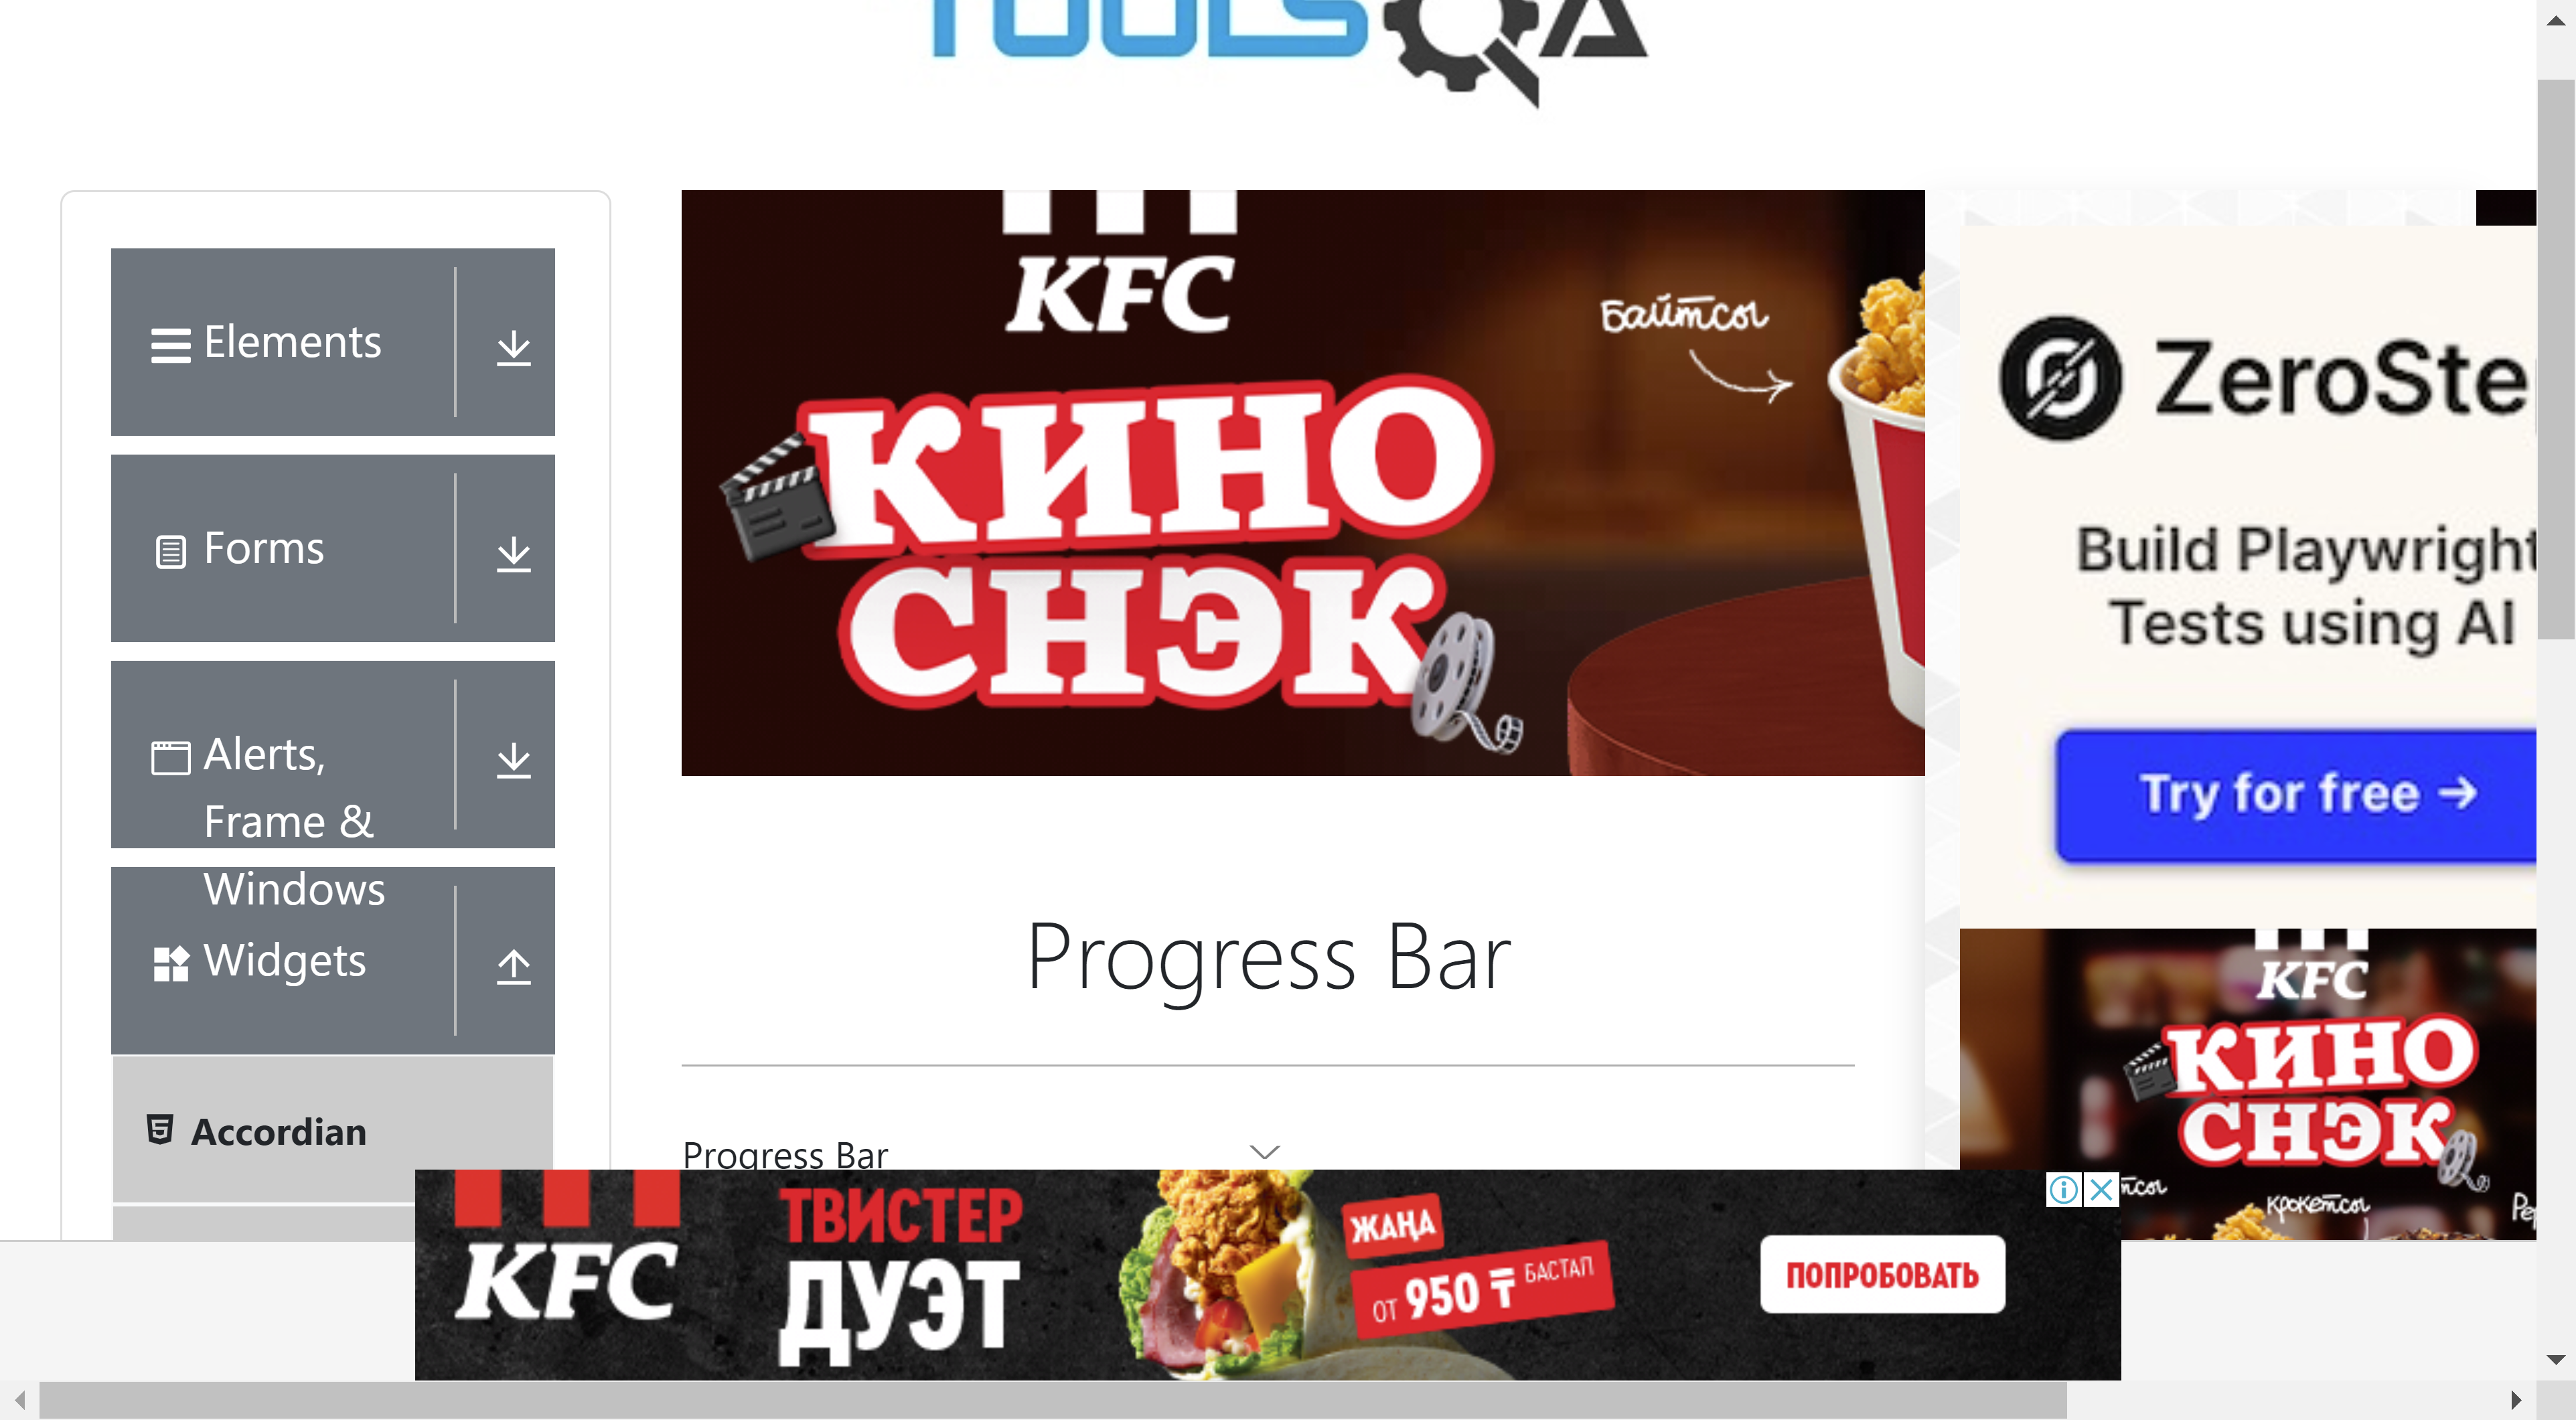 TOOLSQA
Elements
Forms
Alerts,
Frame &
Windows
Widgets
Accordian
KFC
Байтсы
КИНО
СНЭК
Progress Bar
Progress Bar
ZeroSte
Build Playwright
Tests using AI
Try for free →
KFC
КИНО
СНЭК
Крокетсы
KFC
ТВИСТЕР
ДУЭТ
ЖАҢА
ОТ 950 ₸ БАСТАП
ПОПРОБОВАТЬ